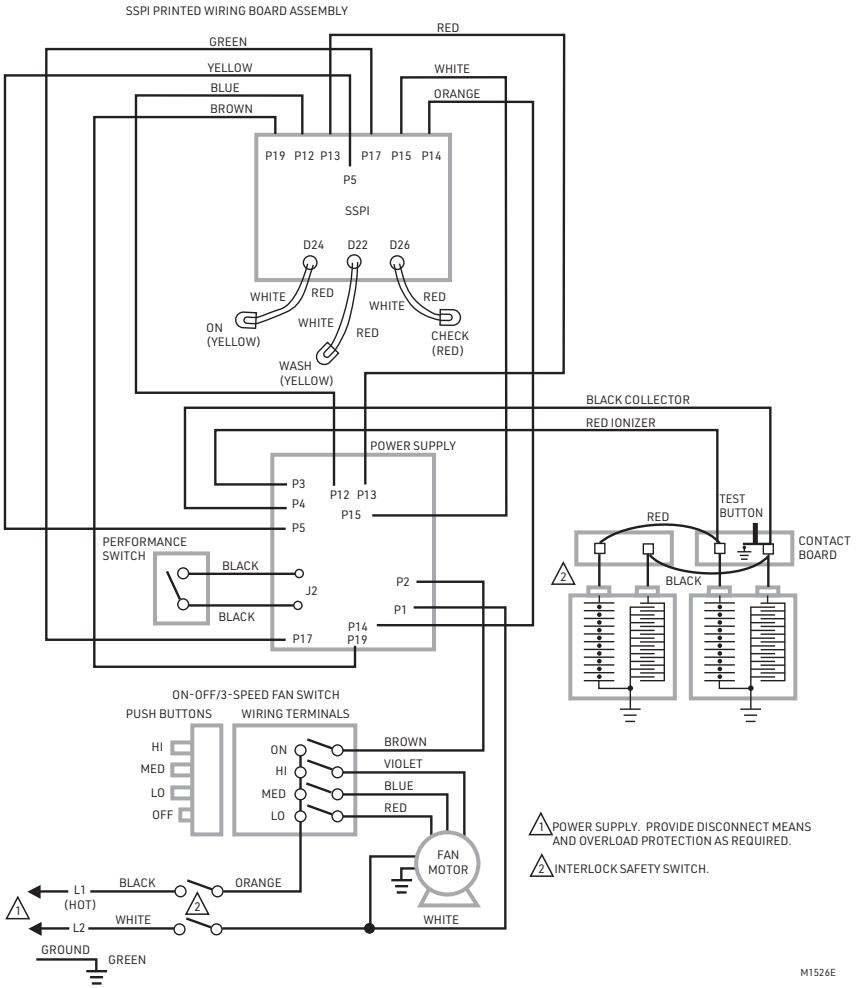 SSPI PRINTED WIRING BOARD ASSEMBLY
RED
GREEN
YELLOW
WHITE
BLUE
ORANGE
BROWN
P19 P12 P13 P17 P15 P14
P5
SSPI
D24 D22 D26
WHITE RED WHITE RED
WHITE RED
ON
(YELLOW)
CHECK
(RED)
WASH
(YELLOW)
BLACK COLLECTOR
RED IONIZER
POWER SUPPLY
P3
P12 P13
P4
P15
P5
TEST
BUTTON
RED
CONTACT
BOARD
PERFORMANCE
SWITCH
BLACK
J2
BLACK
P2
P1
BLACK
2
P14
P17
P19
ON-OFF/3-SPEED FAN SWITCH
PUSH BUTTONS WIRING TERMINALS
HI
MED
LO
OFF
ON
HI
MED
LO
BROWN
VIOLET
BLUE
RED
FAN
MOTOR
1 POWER SUPPLY. PROVIDE DISCONNECT MEANS
AND OVERLOAD PROTECTION AS REQUIRED.
2 INTERLOCK SAFETY SWITCH.
L1
(HOT)
BLACK
ORANGE
1
2
L2
WHITE
WHITE
GROUND
GREEN
M1526E